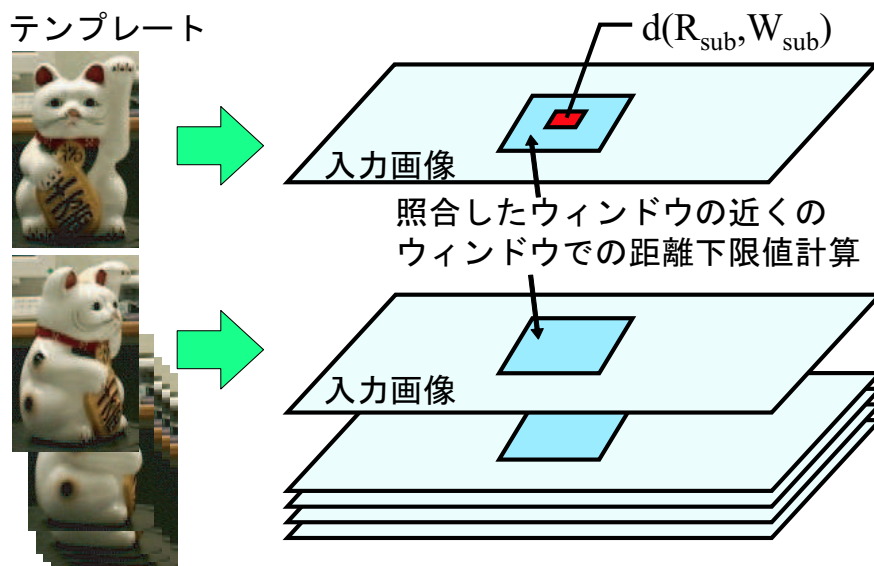 テンプレート
d(R_sub,W_sub)
入力画像
照合したウィンドウの近くの
ウィンドウでの距離下限値計算
入力画像